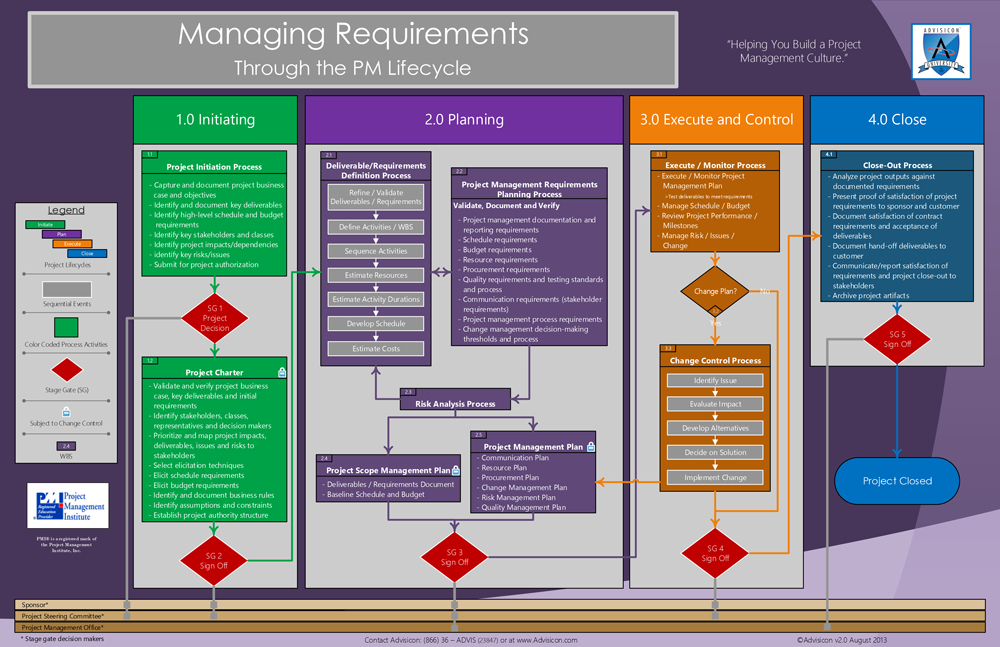 Managing Requirements
Through the PM Lifecycle
“Helping You Build a Project
Management Culture.”
ADVISICON
A
UNIVERSITY
1.0 Initiating
2.0 Planning
3.0 Execute and Control
4.0 Close
Legend
Initiate
Plan
Execute
Close
Project Lifecycles
Sequential Events
Color Coded Process Activities
Stage Gate (SG)
Subject to Change Control
2.4
WBS
PMI
Registered
Education
Provider
Project
Management
Institute
PMI® is a registered mark of
the Project Management
Institute, Inc.
1.1
Project Initiation Process
- Capture and document project business
case and objectives
- Identify and document key deliverables
- Identify high-level schedule and budget
requirements
- Identify key stakeholders and classes
- Identify project impacts/dependencies
- identify key risks/issues
- Submit for project authorization
SG 1
Project
Decision
1.2
Project Charter
- Validate and verify project business
case, key deliverables and initial
requirements
- Identify stakeholders, classes,
representatives and decision makers
- Prioritize and map project impacts,
deliverables, issues and risks to
stakeholders
- Select elicitation techniques
- Elicit schedule requirements
- Elicit budget requirements
- Identify and document business rules
- Identify assumptions and constraints
- Establish project authority structure
SG 2
Sign Off
2.1
Deliverable/Requirements
Definition Process
Refine / Validate
Deliverables / Requirements
Define Activities / WBS
Sequence Activities
Estimate Resources
Estimate Activity Durations
Develop Schedule
Estimate Costs
2.2
Project Management Requirements
Planning Process
Validate, Document and Verify
- Project management documentation and
reporting requirements
- Schedule requirements
- Budget requirements
- Resource requirements
- Procurement requirements
- Quality requirements and testing standards
and process
- Communication requirements (stakeholder
requirements)
- Project management process requirements
- Change management decision-making
thresholds and process
2.3
Risk Analysis Process
2.4
Project Scope Management Plan
- Deliverables / Requirements Document
- Baseline Schedule and Budget
2.5
Project Management Plan
- Communication Plan
- Resource Plan
- Procurement Plan
- Change Management Plan
- Risk Management Plan
- Quality Management Plan
SG 3
Sign Off
3.1
Execute / Monitor Process
- Execute / Monitor Project
Management Plan
+Test deliverables to meet requirements
- Manage Schedule / Budget
- Review Project Performance /
Milestones
- Manage Risk / Issues /
Change
Change Plan?
No
Yes
Change Control Process
Identify Issue
Evaluate Impact
Develop Alternatives
Decide on Solution
Implement Change
SG 4
Sign Off
4.1
Close-Out Process
- Analyze project outputs against
documented requirements
- Present proof of satisfaction of project
requirements to sponsor and customer
- Document satisfaction of contract
requirements and acceptance of
deliverables
- Document hand-off deliverables to
customer
- Communicate/report satisfaction of
requirements and project close-out to
stakeholders
- Archive project artifacts
SG 5
Sign Off
Project Closed
Sponsor*
Project Steering Committee*
Project Management Office*
* Stage gate decision makers
Contact Advisicon: (866) 36 – ADVIS (23847) or at www.Advisicon.com
©Advisicon v2.0 August 2013